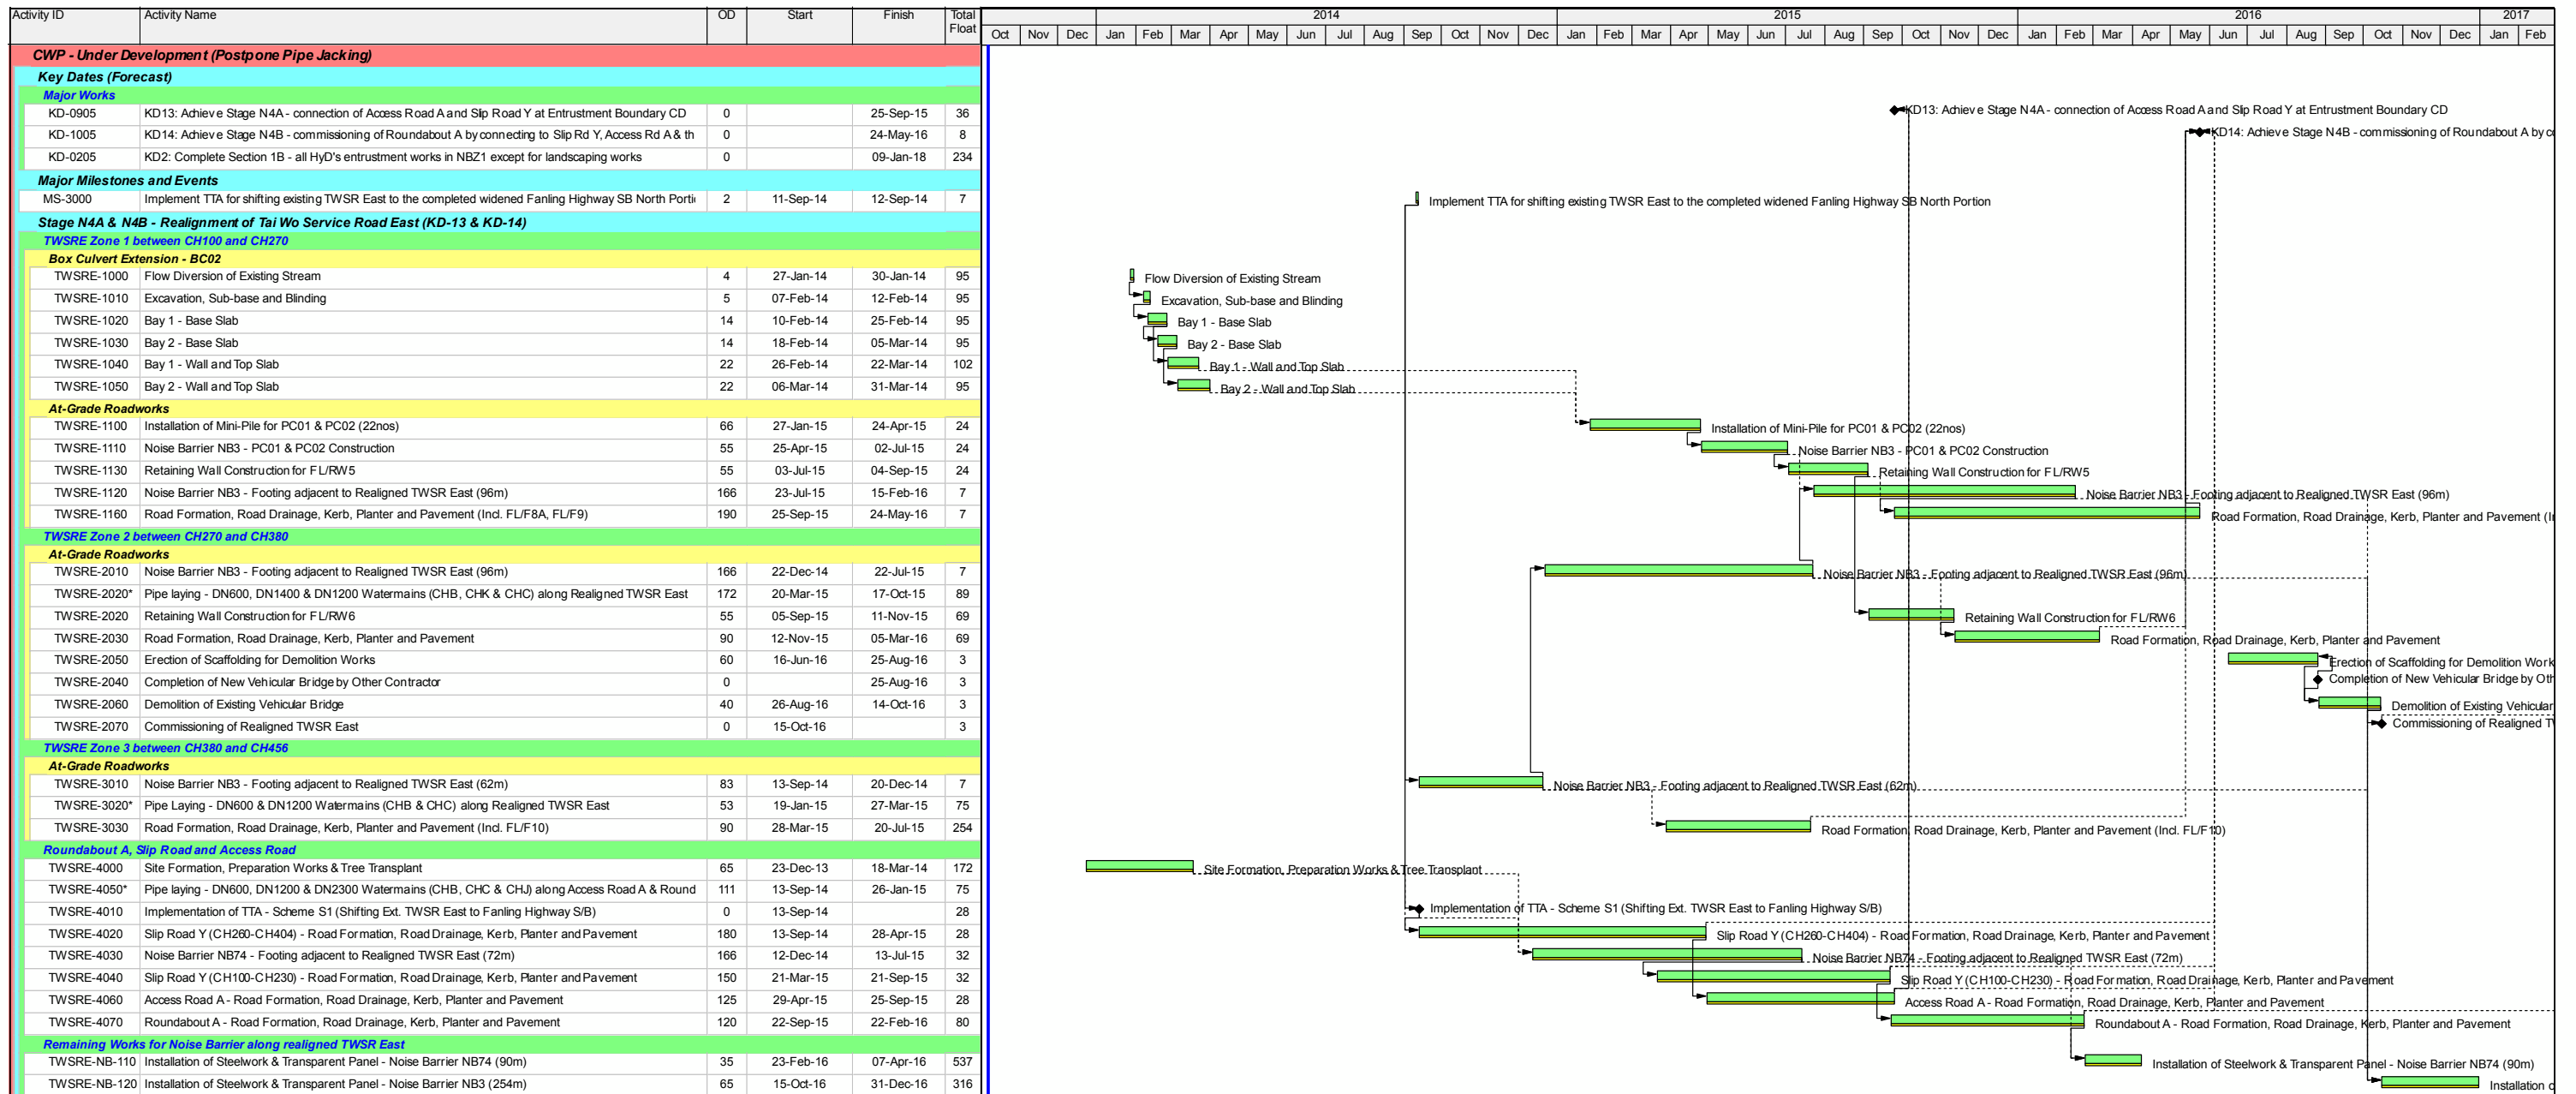 Activity ID Activity Name OD Start Finish Total Float 2014 2015 2016 2017
Oct Nov Dec Jan Feb Mar Apr May Jun Jul Aug Sep Oct Nov Dec Jan Feb Mar Apr May Jun Jul Aug Sep Oct Nov Dec Jan Feb Mar Apr May Jun Jul Aug Sep Oct Nov Dec Jan Feb
CWP - Under Development (Postpone Pipe Jacking)
Key Dates (Forecast)
Major Works
KD-0905 KD13: Achieve Stage N4A - connection of Access Road A and Slip Road Y at Entrustment Boundary CD 0 25-Sep-15 36 KD13: Achieve Stage N4A - connection of Access Road A and Slip Road Y at Entrustment Boundary CD
KD-1005 KD14: Achieve Stage N4B - commissioning of Roundabout A by connecting to Slip Rd Y, Access Rd A & th 0 24-May-16 8 KD14: Achieve Stage N4B - commissioning of Roundabout A by co
KD-0205 KD2: Complete Section 1B - all HyD's entrustment works in NBZ1 except for landscaping works 0 09-Jan-18 234
Major Milestones and Events
MS-3000 Implement TTA for shifting existing TWSR East to the completed widened Fanling Highway SB North Porti 2 11-Sep-14 12-Sep-14 7 Implement TTA for shifting existing TWSR East to the completed widened Fanling Highway SB North Portion
Stage N4A & N4B - Realignment of Tai Wo Service Road East (KD-13 & KD-14)
TWSRE Zone 1 between CH100 and CH270
Box Culvert Extension - BC02
TWSRE-1000 Flow Diversion of Existing Stream 4 27-Jan-14 30-Jan-14 95 Flow Diversion of Existing Stream
TWSRE-1010 Excavation, Sub-base and Blinding 5 07-Feb-14 12-Feb-14 95 Excavation, Sub-base and Blinding
TWSRE-1020 Bay 1 - Base Slab 14 10-Feb-14 25-Feb-14 95 Bay 1 - Base Slab
TWSRE-1030 Bay 2 - Base Slab 14 18-Feb-14 05-Mar-14 95 Bay 2 - Base Slab
TWSRE-1040 Bay 1 - Wall and Top Slab 22 26-Feb-14 22-Mar-14 102 Bay 1 - Wall and Top Slab
TWSRE-1050 Bay 2 - Wall and Top Slab 22 06-Mar-14 31-Mar-14 95 Bay 2 - Wall and Top Slab
At-Grade Roadworks
TWSRE-1100 Installation of Mini-Pile for PC01 & PC02 (22nos) 66 27-Jan-15 24-Apr-15 24 Installation of Mini-Pile for PC01 & PC02 (22nos)
TWSRE-1110 Noise Barrier NB3 - PC01 & PC02 Construction 55 25-Apr-15 02-Jul-15 24 Noise Barrier NB3 - PC01 & PC02 Construction
TWSRE-1130 Retaining Wall Construction for FL/RW5 55 03-Jul-15 04-Sep-15 24 Retaining Wall Construction for FL/RW5
TWSRE-1120 Noise Barrier NB3 - Footing adjacent to Realigned TWSR East (96m) 166 23-Jul-15 15-Feb-16 7 Noise Barrier NB3 - Footing adjacent to Realigned TWSR East (96m)
TWSRE-1160 Road Formation, Road Drainage, Kerb, Planter and Pavement (Incl. FL/F8A, FL/F9) 190 25-Sep-15 24-May-16 7 Road Formation, Road Drainage, Kerb, Planter and Pavement (I
TWSRE Zone 2 between CH270 and CH380
At-Grade Roadworks
TWSRE-2010 Noise Barrier NB3 - Footing adjacent to Realigned TWSR East (96m) 166 22-Dec-14 22-Jul-15 7 Noise Barrier NB3 - Footing adjacent to Realigned TWSR East (96m)
TWSRE-2020* Pipe laying - DN600, DN1400 & DN1200 Watermains (CHB, CHK & CHC) along Realigned TWSR East 172 20-Mar-15 17-Oct-15 89
TWSRE-2020 Retaining Wall Construction for FL/RW6 55 05-Sep-15 11-Nov-15 69 Retaining Wall Construction for FL/RW6
TWSRE-2030 Road Formation, Road Drainage, Kerb, Planter and Pavement 90 12-Nov-15 05-Mar-16 69 Road Formation, Road Drainage, Kerb, Planter and Pavement
TWSRE-2050 Erection of Scaffolding for Demolition Works 60 16-Jun-16 25-Aug-16 3 Erection of Scaffolding for Demolition Work
TWSRE-2040 Completion of New Vehicular Bridge by Other Contractor 0 25-Aug-16 3 Completion of New Vehicular Bridge by Oth
TWSRE-2060 Demolition of Existing Vehicular Bridge 40 26-Aug-16 14-Oct-16 3 Demolition of Existing Vehicular
TWSRE-2070 Commissioning of Realigned TWSR East 0 15-Oct-16 3 Commissioning of Realigned T
TWSRE Zone 3 between CH380 and CH456
At-Grade Roadworks
TWSRE-3010 Noise Barrier NB3 - Footing adjacent to Realigned TWSR East (62m) 83 13-Sep-14 20-Dec-14 7 Noise Barrier NB3 - Footing adjacent to Realigned TWSR East (62m)
TWSRE-3020* Pipe Laying - DN600 & DN1200 Watermains (CHB & CHC) along Realigned TWSR East 53 19-Jan-15 27-Mar-15 75
TWSRE-3030 Road Formation, Road Drainage, Kerb, Planter and Pavement (Incl. FL/F10) 90 28-Mar-15 20-Jul-15 254 Road Formation, Road Drainage, Kerb, Planter and Pavement (Incl. FL/F10)
Roundabout A, Slip Road and Access Road
TWSRE-4000 Site Formation, Preparation Works & Tree Transplant 65 23-Dec-13 18-Mar-14 172 Site Formation, Preparation Works & Tree Transplant
TWSRE-4050* Pipe laying - DN600, DN1200 & DN2300 Watermains (CHB, CHC & CHJ) along Access Road A & Round 111 13-Sep-14 26-Jan-15 75
TWSRE-4010 Implementation of TTA - Scheme S1 (Shifting Ext. TWSR East to Fanling Highway S/B) 0 13-Sep-14 28 Implementation of TTA - Scheme S1 (Shifting Ext. TWSR East to Fanling Highway S/B)
TWSRE-4020 Slip Road Y (CH260-CH404) - Road Formation, Road Drainage, Kerb, Planter and Pavement 180 13-Sep-14 28-Apr-15 28 Slip Road Y (CH260-CH404) - Road Formation, Road Drainage, Kerb, Planter and Pavement
TWSRE-4030 Noise Barrier NB74 - Footing adjacent to Realigned TWSR East (72m) 166 12-Dec-14 13-Jul-15 32 Noise Barrier NB74 - Footing adjacent to Realigned TWSR East (72m)
TWSRE-4040 Slip Road Y (CH100-CH230) - Road Formation, Road Drainage, Kerb, Planter and Pavement 150 21-Mar-15 21-Sep-15 32 Slip Road Y (CH100-CH230) - Road Formation, Road Drainage, Kerb, Planter and Pavement
TWSRE-4060 Access Road A - Road Formation, Road Drainage, Kerb, Planter and Pavement 125 29-Apr-15 25-Sep-15 28 Access Road A - Road Formation, Road Drainage, Kerb, Planter and Pavement
TWSRE-4070 Roundabout A - Road Formation, Road Drainage, Kerb, Planter and Pavement 120 22-Sep-15 22-Feb-16 80 Roundabout A - Road Formation, Road Drainage, Kerb, Planter and Pavement
Remaining Works for Noise Barrier along realigned TWSR East
TWSRE-NB-110 Installation of Steelwork & Transparent Panel - Noise Barrier NB74 (90m) 35 23-Feb-16 07-Apr-16 537 Installation of Steelwork & Transparent Panel - Noise Barrier NB74 (90m)
TWSRE-NB-120 Installation of Steelwork & Transparent Panel - Noise Barrier NB3 (254m) 65 15-Oct-16 31-Dec-16 316 Installation o